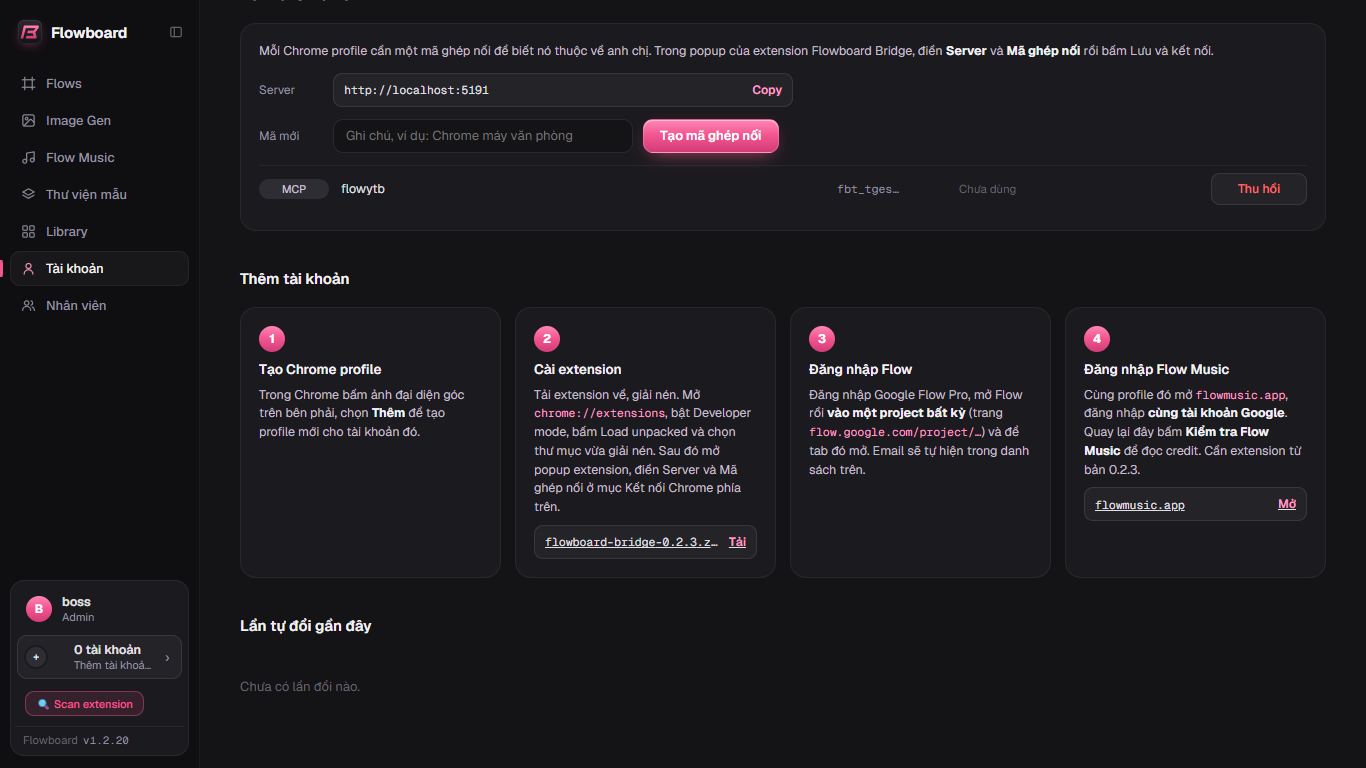 Flowboard
Flows
Image Gen
Flow Music
Thư viện mẫu
Library
Tài khoản
Nhân viên
B
boss
Admin
+
0 tài khoản
Thêm tài khoả...
›
Scan extension
Flowboard v1.2.20
Mỗi Chrome profile cần một mã ghép nối để biết nó thuộc về anh chị. Trong popup của extension Flowboard Bridge, điền Server và Mã ghép nối rồi bấm Lưu và kết nối.
Server
http://localhost:5191
Copy
Mã mới
Ghi chú, ví dụ: Chrome máy văn phòng
Tạo mã ghép nối
MCP
flowytb
fbt_tges…
Chưa dùng
Thu hồi
Thêm tài khoản
1
Tạo Chrome profile
Trong Chrome bấm ảnh đại diện góc
trên bên phải, chọn Thêm để tạo
profile mới cho tài khoản đó.
2
Cài extension
Tải extension về, giải nén. Mở
chrome://extensions, bật Developer
mode, bấm Load unpacked và chọn
thư mục vừa giải nén. Sau đó mở
popup extension, điền Server và Mã
ghép nối ở mục Kết nối Chrome phía
trên.
flowboard-bridge-0.2.3.z…
Tải
3
Đăng nhập Flow
Đăng nhập Google Flow Pro, mở Flow
rồi vào một project bất kỳ (trang
flow.google.com/project/…) và để
tab đó mở. Email sẽ tự hiện trong danh
sách trên.
4
Đăng nhập Flow Music
Cùng profile đó mở flowmusic.app,
đăng nhập cùng tài khoản Google.
Quay lại đây bấm Kiểm tra Flow
Music để đọc credit. Cần extension từ
bản 0.2.3.
flowmusic.app
Mở
Lần tự đổi gần đây
Chưa có lần đổi nào.